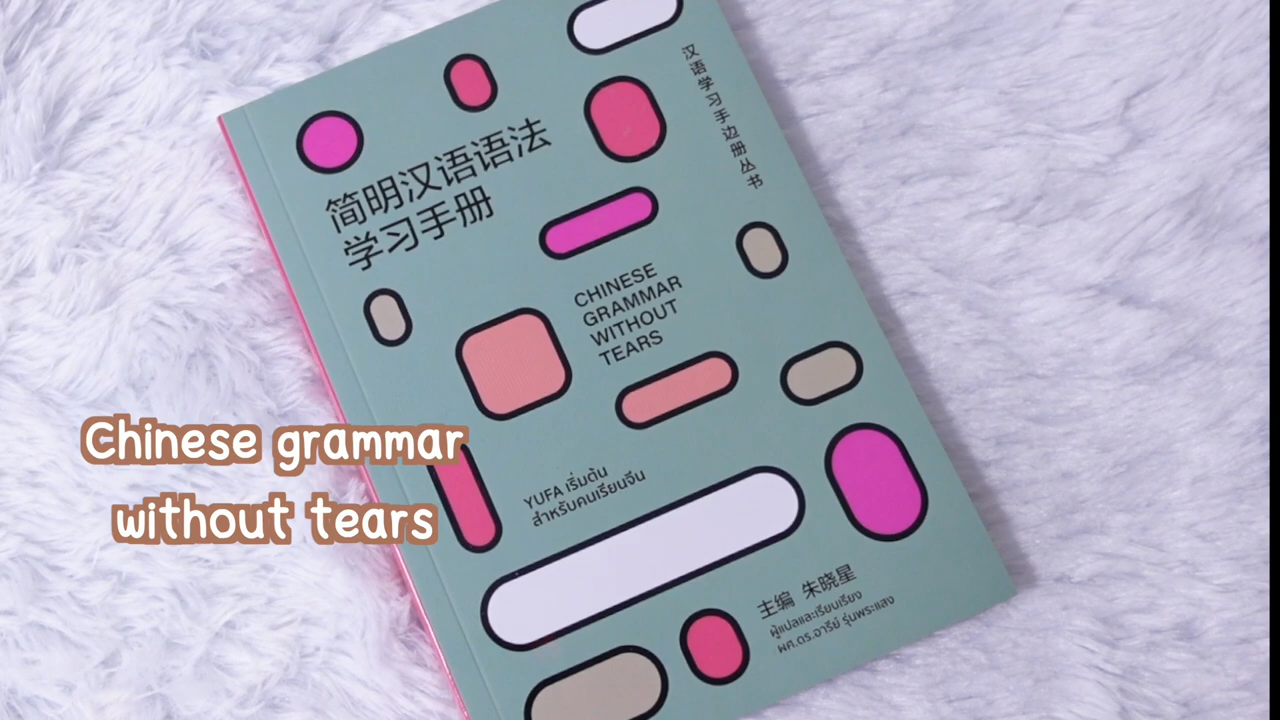 汉语学习手边册丛书
简明汉语语法
学习手册
CHINESE
GRAMMAR
WITHOUT
TEARS
Chinese grammar
without tears
YUFA เริ่มต้น
สำหรับคนเรียนจีน
主编 朱晓星
ผู้แปลและเรียบเรียง
ผศ.ดร.อารีย์ รุ่นพระแสง